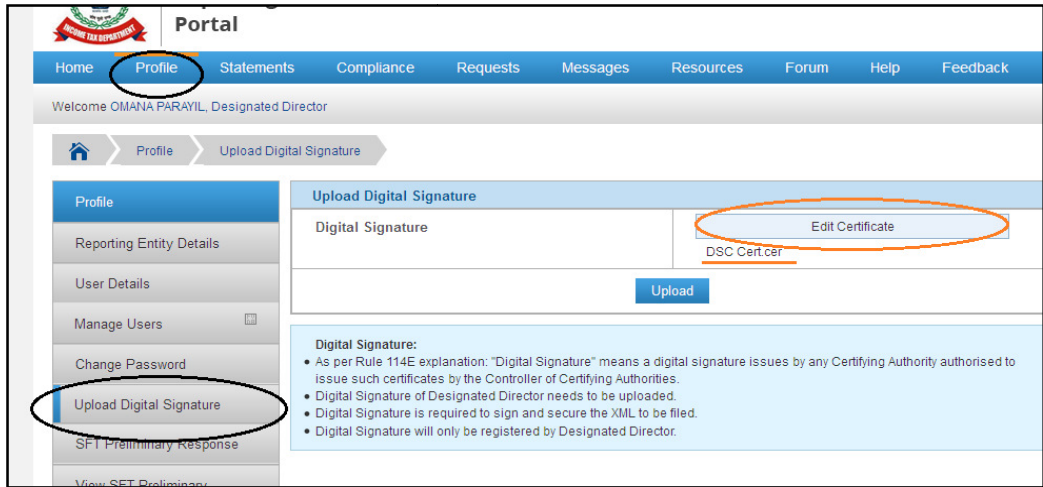 Portal
INCOME TAX DEPARTMENT
Home Profile Statements Compliance Requests Messages Resources Forum Help Feedback
Welcome OMANA PARAYIL, Designated Director
Profile Upload Digital Signature
Profile
Reporting Entity Details
User Details
Manage Users
Change Password
Upload Digital Signature
SFT Preliminary Response
View SFT Preliminary
Upload Digital Signature
Digital Signature
Edit Certificate
DSC Cert.cer
Upload
Digital Signature:
• As per Rule 114E explanation: "Digital Signature" means a digital signature issues by any Certifying Authority authorised to
issue such certificates by the Controller of Certifying Authorities.
• Digital Signature of Designated Director needs to be uploaded.
• Digital Signature is required to sign and secure the XML to be filed.
• Digital Signature will only be registered by Designated Director.